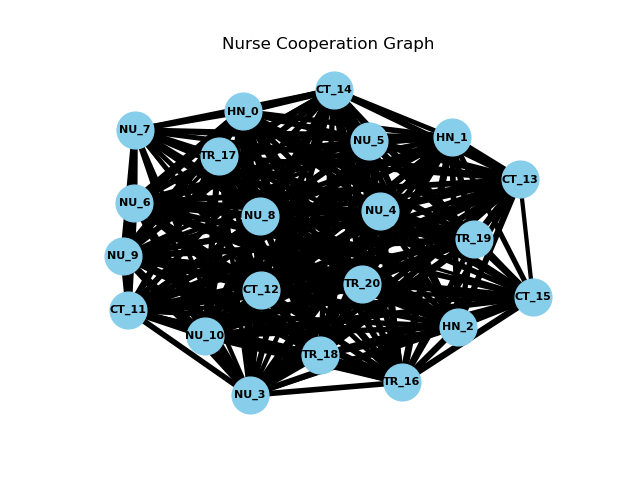 Nurse Cooperation Graph
CT_14
HN_0
NU_7
HN_1
NU_5
TR_17
CT_13
NU_6
NU_4
NU_8
TR_19
NU_9
TR_20
CT_12
CT_15
CT_11
HN_2
NU_10
TR_18
TR_16
NU_3